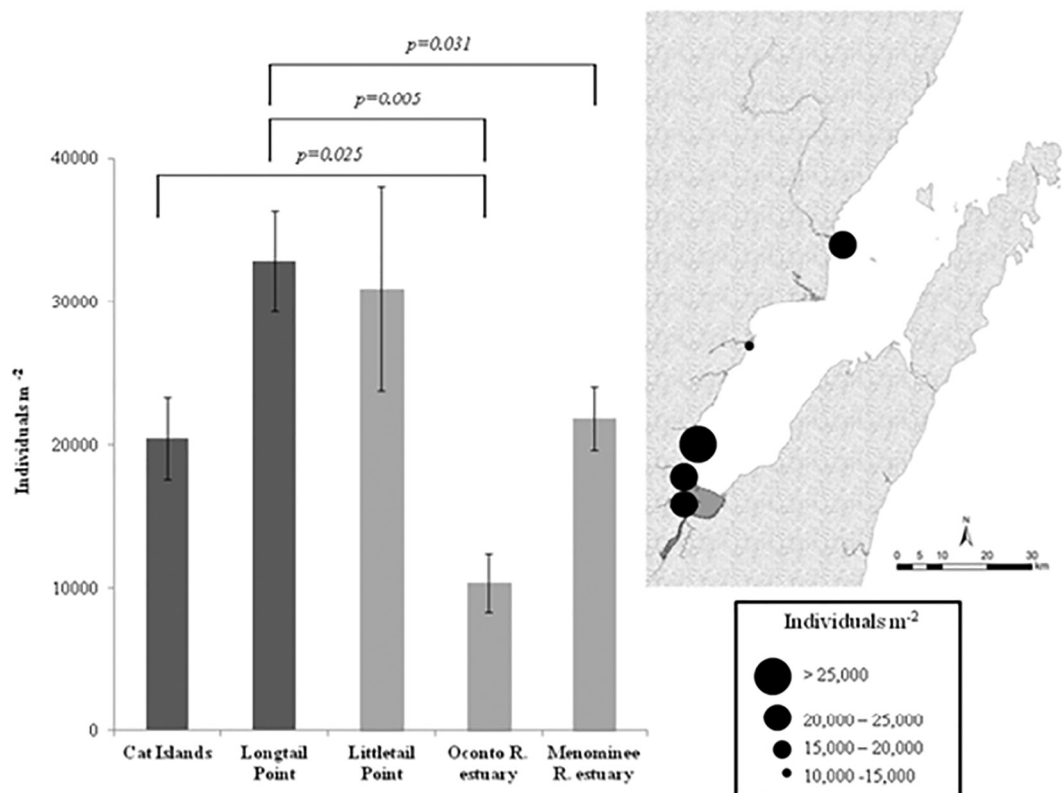 p=0.031
p=0.005
p=0.025
40000
30000
20000
10000
0
Individuals m -2
Cat Islands
Longtail
Point
Littletail
Point
Oconto R.
estuary
Menominee
R. estuary
N
0 5 10 20 30
km
Individuals m-2
> 25,000
20,000 – 25,000
15,000 – 20,000
10,000 -15,000